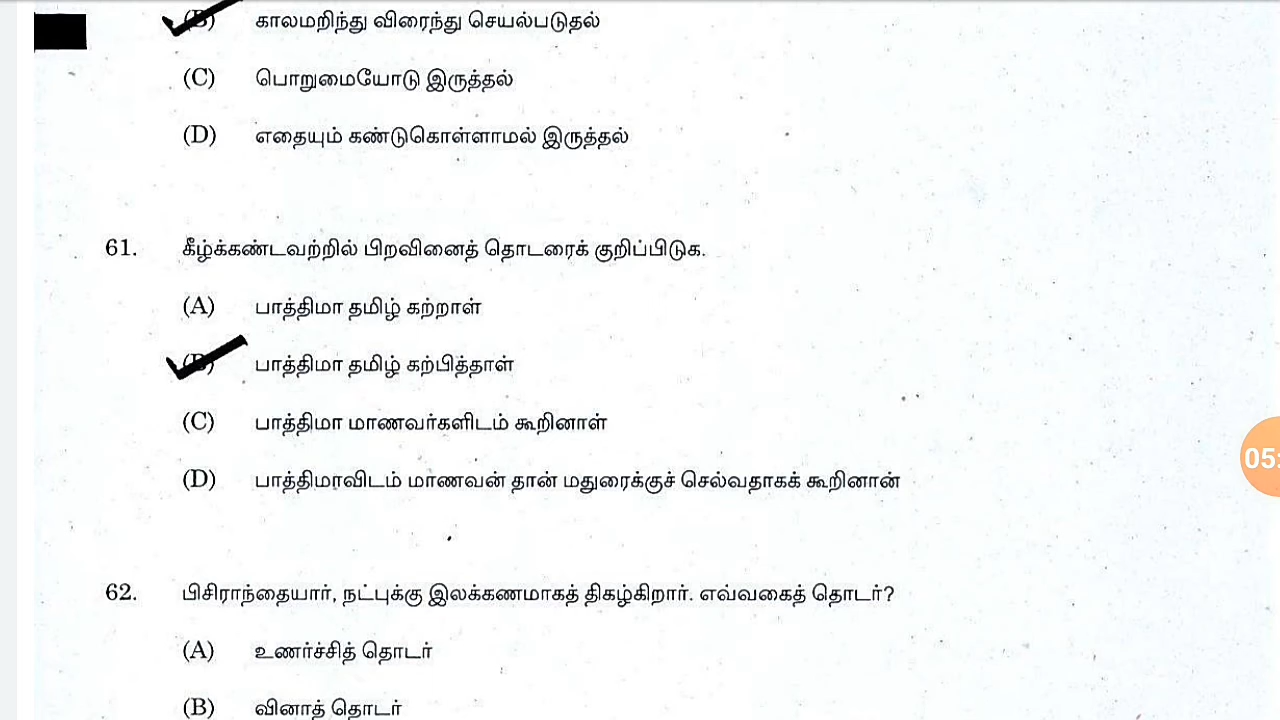 (B) காலமறிந்து விரைந்து செயல்படுதல்
(C) பொறுமையோடு இருத்தல்
(D) எதையும் கண்டுகொள்ளாமல் இருத்தல்
61. கீழ்க்கண்டவற்றில் பிறவினைத் தொடரைக் குறிப்பிடுக.
(A) பாத்திமா தமிழ் கற்றாள்
(B) பாத்திமா தமிழ் கற்பித்தாள்
(C) பாத்திமா மாணவர்களிடம் கூறினாள்
(D) பாத்திமாவிடம் மாணவன் தான் மதுரைக்குச் செல்வதாகக் கூறினான்
62. பிசிராந்தையார், நட்புக்கு இலக்கணமாகத் திகழ்கிறார். எவ்வகைத் தொடர்?
(A) உணர்ச்சித் தொடர்
(B) வினாத் தொடர்